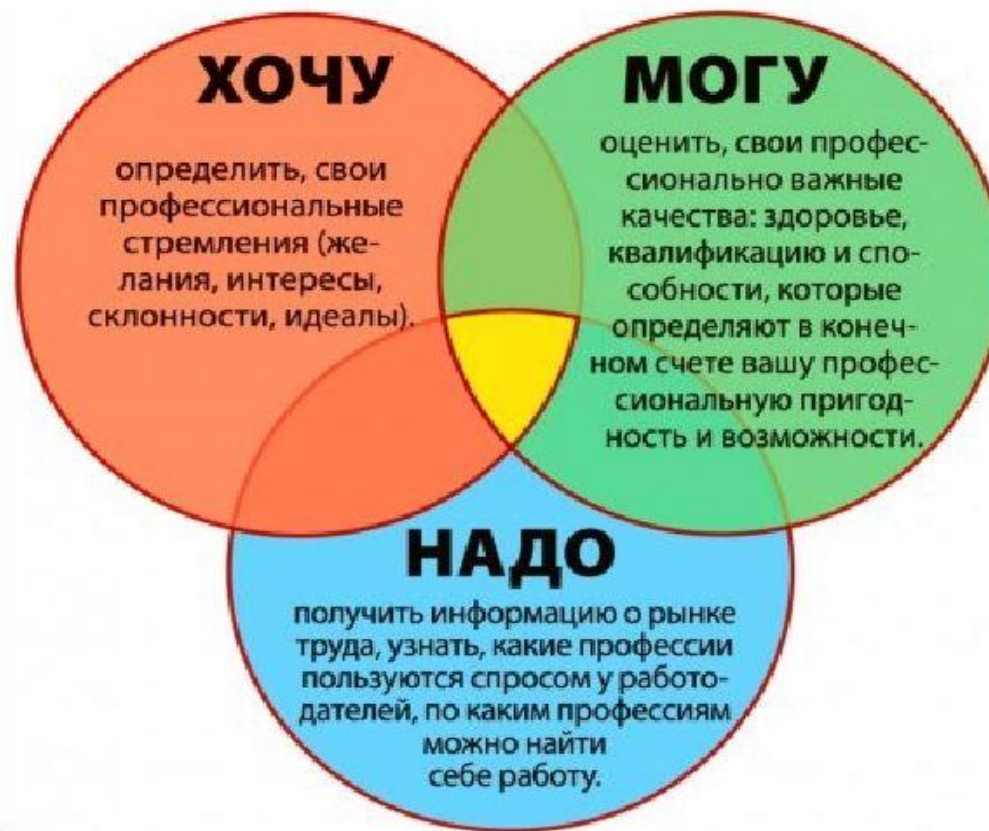 ХОЧУ
определить, свои
профессиональные
стремления (же-
лания, интересы,
склонности, идеалы).
МОГУ
оценить, свои профес-
сионально важные
качества: здоровье,
квалификацию и спо-
собности, которые
определяют в конеч-
ном счете вашу профес-
сиональную пригод-
ность и возможности.
НАДО
получить информацию о рынке
труда, узнать, какие профессии
пользуются спросом у работо-
дателей, по каким профессиям
можно найти
себе работу.